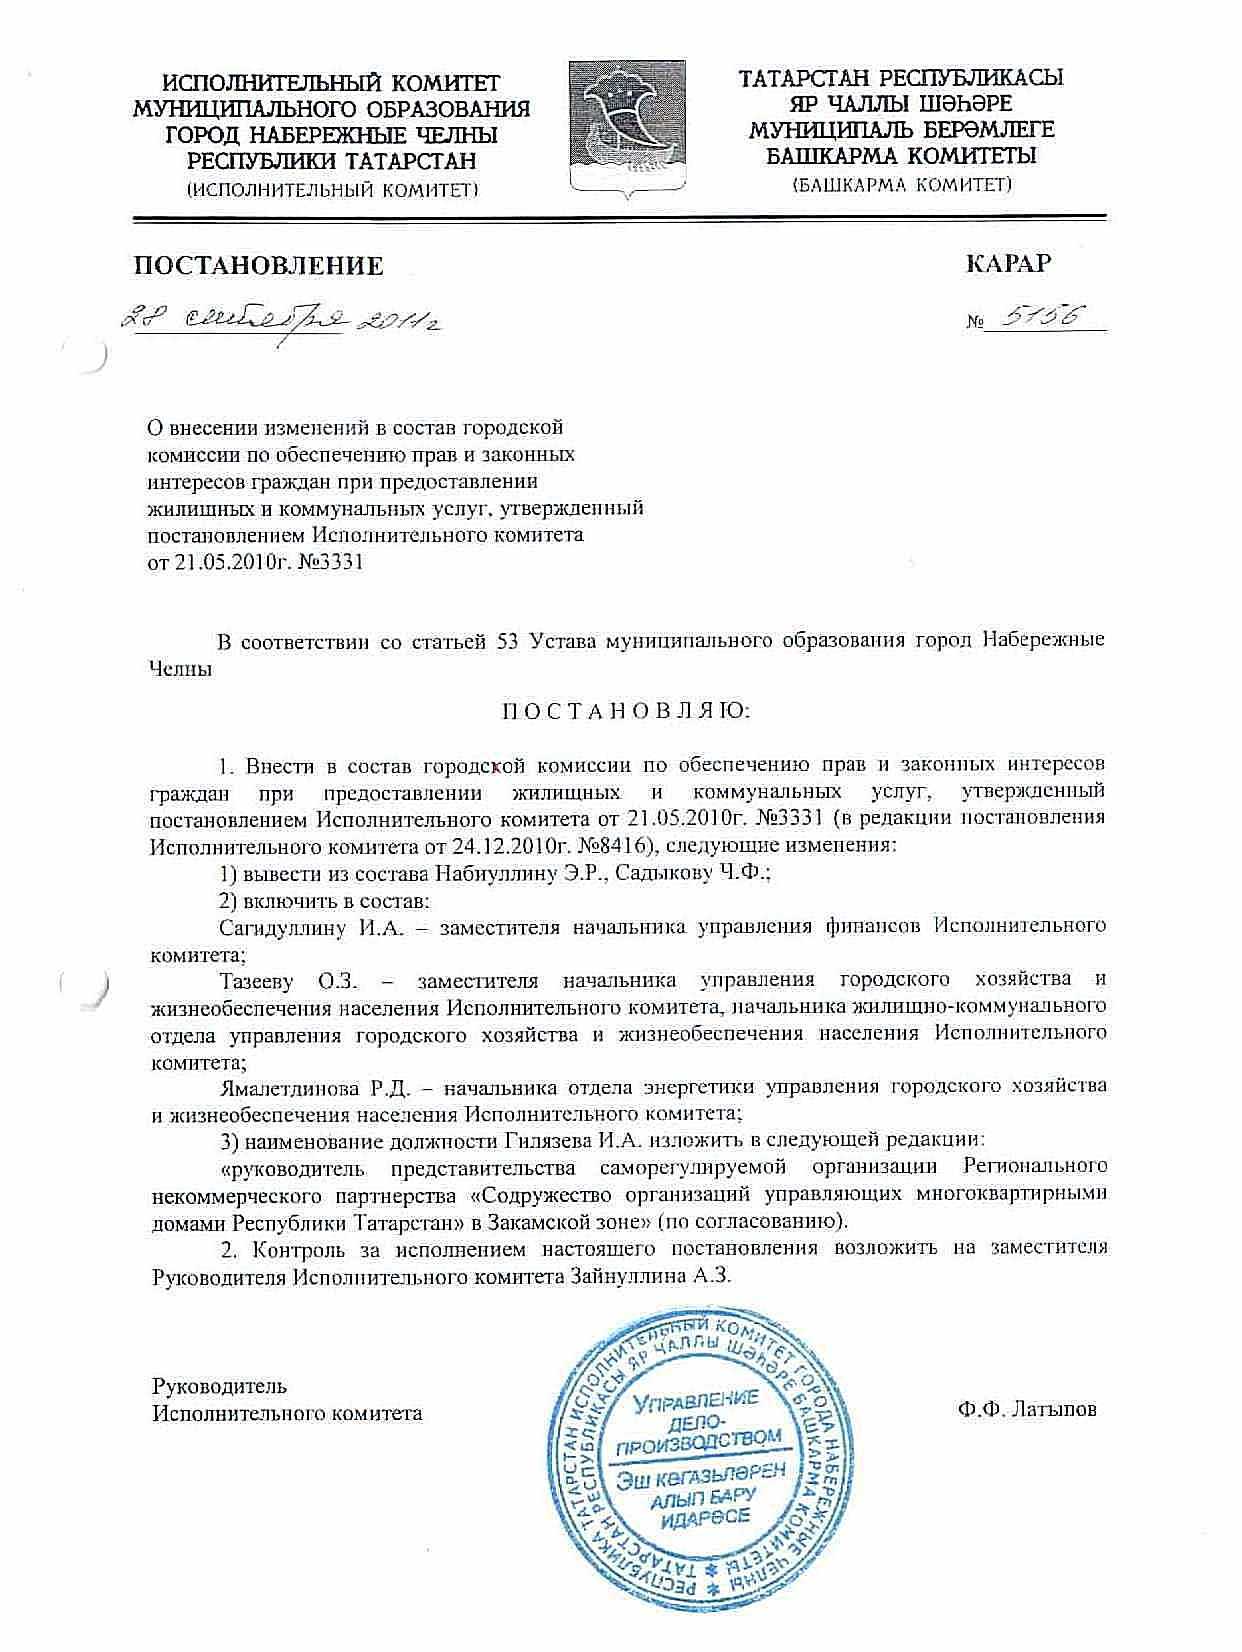 ИСПОЛНИТЕЛЬНЫЙ КОМИТЕТ
МУНИЦИПАЛЬНОГО ОБРАЗОВАНИЯ
ГОРОД НАБЕРЕЖНЫЕ ЧЕЛНЫ
РЕСПУБЛИКИ ТАТАРСТАН
(ИСПОЛНИТЕЛЬНЫЙ КОМИТЕТ)
ТАТАРСТАН РЕСПУБЛИКАСЫ
ЯР ЧАЛЛЫ ШӘҺӘРЕ
МУНИЦИПАЛЬ БЕРӘМЛЕГЕ
БАШКАРМА КОМИТЕТЫ
(БАШКАРМА КОМИТЕТ)
ПОСТАНОВЛЕНИЕ
КАРАР
28 сентября 2011г
№ 5156
О внесении изменений в состав городской
комиссии по обеспечению прав и законных
интересов граждан при предоставлении
жилищных и коммунальных услуг, утвержденный
постановлением Исполнительного комитета
от 21.05.2010г. №3331
В соответствии со статьей 53 Устава муниципального образования город Набережные
Челны
П О С Т А Н О В Л Я Ю:
1. Внести в состав городской комиссии по обеспечению прав и законных интересов
граждан при предоставлении жилищных и коммунальных услуг, утвержденный
постановлением Исполнительного комитета от 21.05.2010г. №3331 (в редакции постановления
Исполнительного комитета от 24.12.2010г. №8416), следующие изменения:
1) вывести из состава Набиуллину Э.Р., Садыкову Ч.Ф.;
2) включить в состав:
Сагидуллину И.А. – заместителя начальника управления финансов Исполнительного
комитета;
Тазееву О.З. – заместителя начальника управления городского хозяйства и
жизнеобеспечения населения Исполнительного комитета, начальника жилищно-коммунального
отдела управления городского хозяйства и жизнеобеспечения населения Исполнительного
комитета;
Ямалетдинова Р.Д. – начальника отдела энергетики управления городского хозяйства
и жизнеобеспечения населения Исполнительного комитета;
3) наименование должности Гилязева И.А. изложить в следующей редакции:
«руководитель представительства саморегулируемой организации Регионального
некоммерческого партнерства «Содружество организаций управляющих многоквартирными
домами Республики Татарстан» в Закамской зоне» (по согласованию).
2. Контроль за исполнением настоящего постановления возложить на заместителя
Руководителя Исполнительного комитета Зайнуллина А.З.
Руководитель
Исполнительного комитета
Ф.Ф. Латыпов
РЕСПУБЛИКА ТАТАРСТАН ИСПОЛНИТЕЛЬНЫЙ КОМИТЕТ ГОРОДА НАБЕРЕЖНЫЕ ЧЕЛНЫ
ТАТАРСТАН РЕСПУБЛИКАСЫ ЯР ЧАЛЛЫ ШӘҺӘРЕ БАШКАРМА КОМИТЕТЫ
УПРАВЛЕНИЕ
ДЕЛО-
ПРОИЗВОДСТВОМ
ЭШ КӘГАЗЬЛӘРЕН
АЛЫП БАРУ
ИДАРӘСЕ